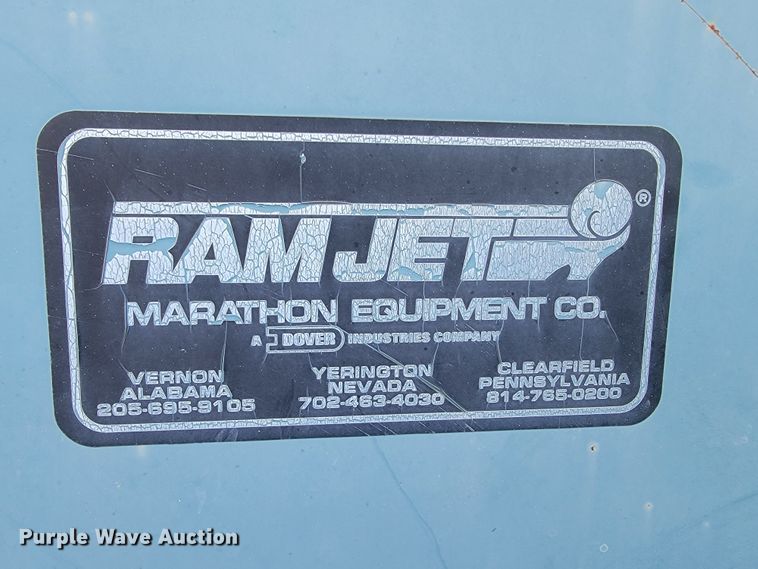 RAM JET ®
MARATHON EQUIPMENT CO.
A DOVER INDUSTRIES COMPANY
VERNON
ALABAMA
205-695-9105
YERINGTON
NEVADA
702-463-4030
CLEARFIELD
PENNSYLVANIA
814-765-0200
Purple Wave Auction